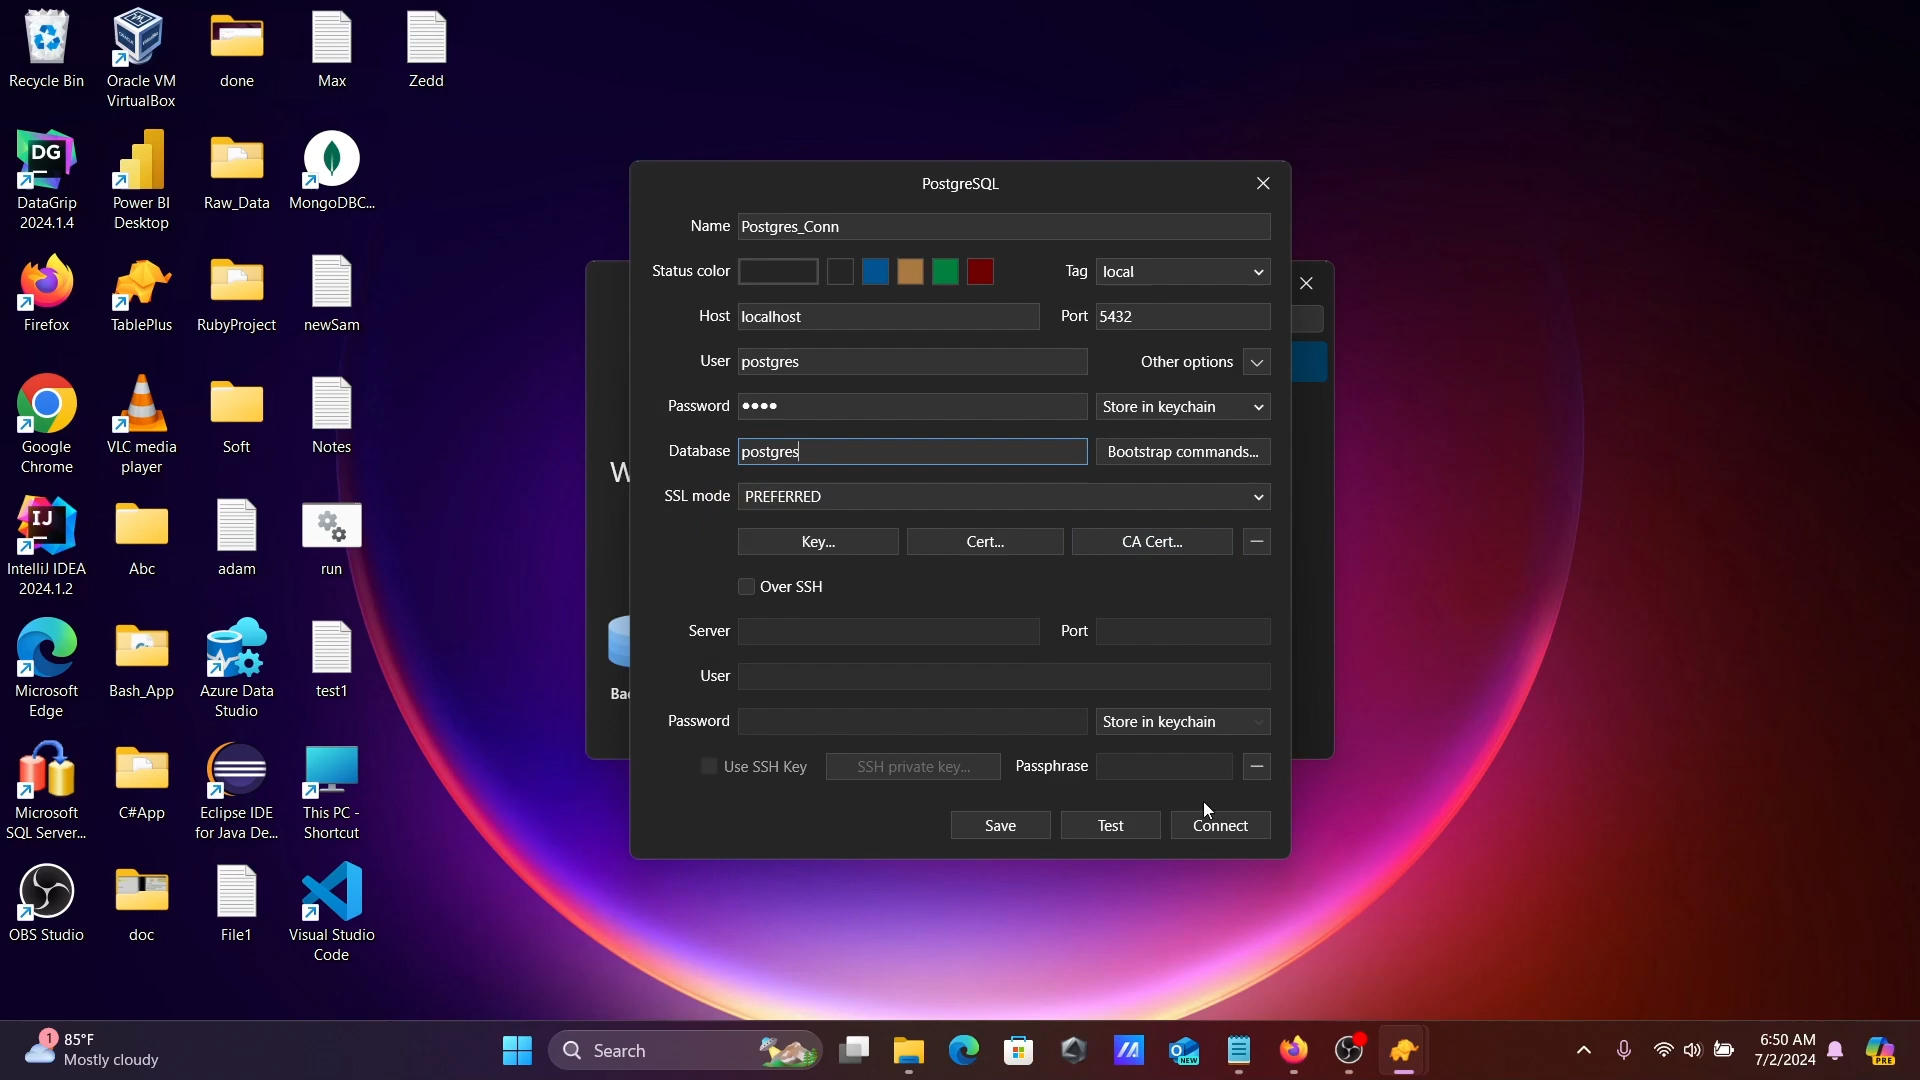 Recycle Bin
Oracle VM
VirtualBox
done
Max
Zedd
DG
DataGrip
2024.1.4
Power BI
Desktop
Raw_Data
MongoDBC...
Firefox
TablePlus
RubyProject
newSam
Google
Chrome
VLC media
player
Soft
Notes
IJ
IntelliJ IDEA
2024.1.2
Abc
adam
run
Microsoft
Edge
Bash_App
Azure Data
Studio
test1
Microsoft
SQL Server...
C#App
Eclipse IDE
for Java De...
This PC -
Shortcut
OBS Studio
doc
File1
Visual Studio
Code
W
Bac
PostgreSQL
Name Postgres_Conn
Status color Tag local
Host localhost Port 5432
User postgres Other options
Password •••• Store in keychain
Database postgres Bootstrap commands...
SSL mode PREFERRED
Key... Cert... CA Cert...
Over SSH
Server Port
User
Password Store in keychain
Use SSH Key SSH private key... Passphrase
Save Test Connect
1
85°F
Mostly cloudy
Search
NEW
6:50 AM
7/2/2024
PRE